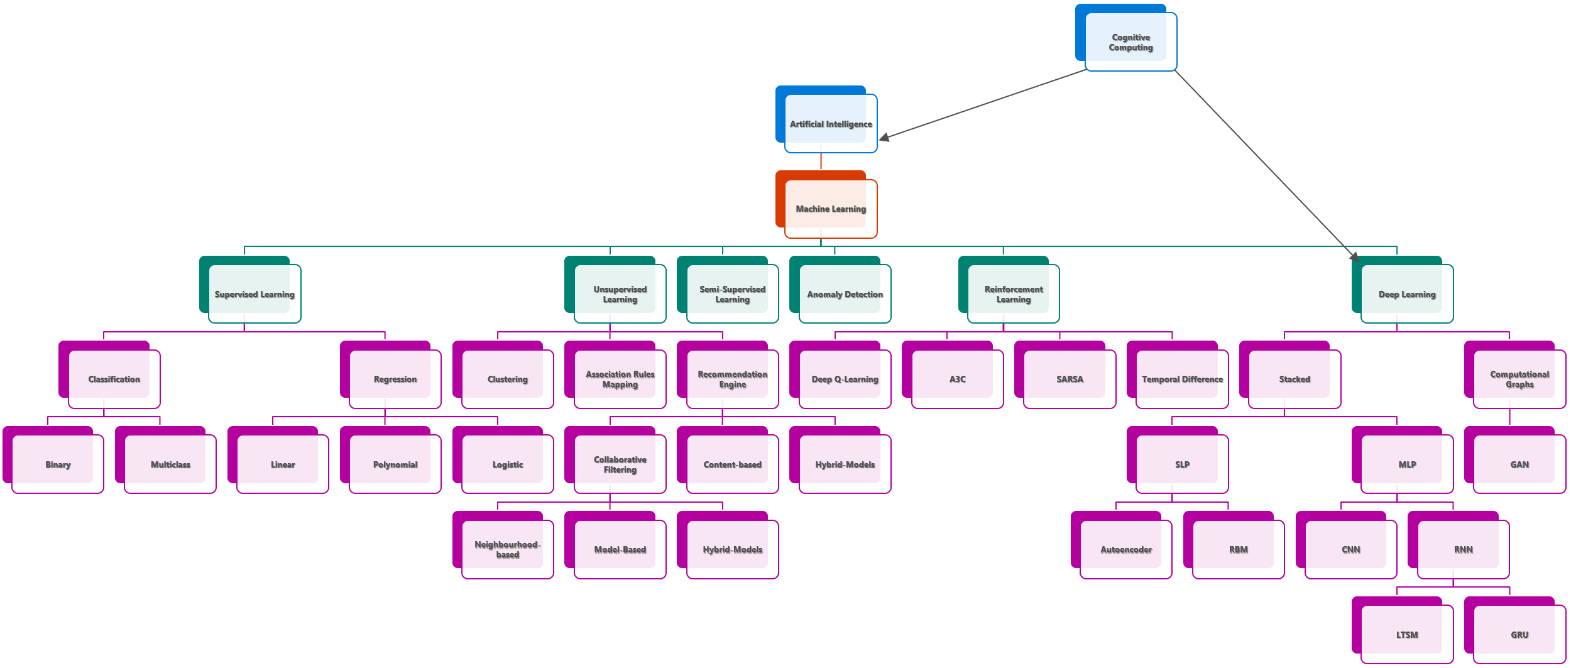 Cognitive
Computing
Artificial Intelligence
Machine Learning
Supervised Learning
Unsupervised
Learning
Semi-Supervised
Learning
Anomaly Detection
Reinforcement
Learning
Deep Learning
Classification
Regression
Clustering
Association Rules
Mapping
Recommendation
Engine
Deep Q-Learning
A3C
SARSA
Temporal Difference
Stacked
Computational
Graphs
Binary
Multiclass
Linear
Polynomial
Logistic
Collaborative
Filtering
Content-based
Hybrid-Models
SLP
MLP
GAN
Neighbourhood-
based
Model-Based
Hybrid-Models
Autoencoder
RBM
CNN
RNN
LTSM
GRU